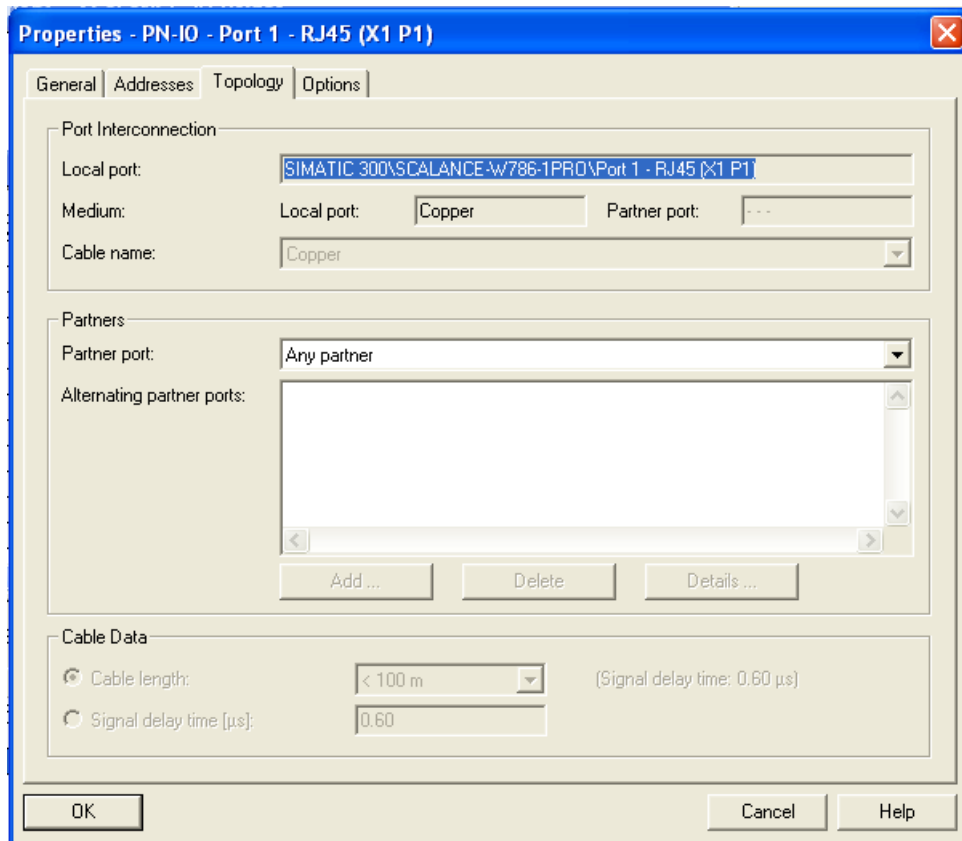 Properties - PN-IO - Port 1 - RJ45 (X1 P1)
General Addresses Topology Options
Port Interconnection
Local port: SIMATIC 300\SCALANCE-W786-1PRO\Port 1 - RJ45 (X1 P1)
Medium: Local port: Copper Partner port: - - -
Cable name: Copper
Partners
Partner port: Any partner
Alternating partner ports:
Add ... Delete Details ...
Cable Data
Cable length: < 100 m (Signal delay time: 0.60 µs)
Signal delay time [µs]: 0.60
OK Cancel Help